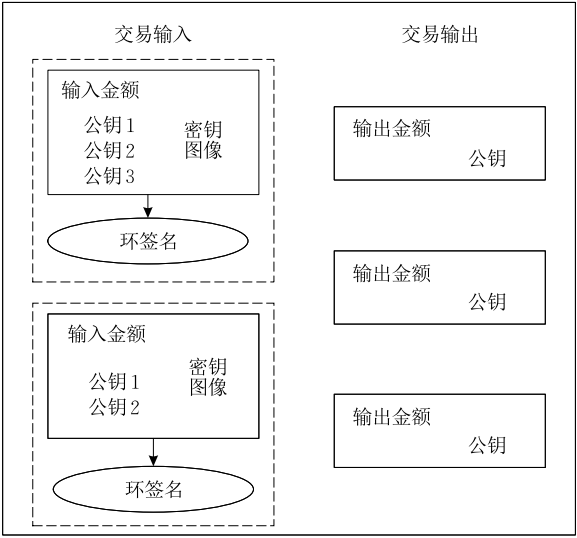 交易输入
交易输出
输入金额
公钥1
公钥2
公钥3
密钥
图像
环签名
输入金额
公钥1
公钥2
密钥
图像
环签名
输出金额
公钥
输出金额
公钥
输出金额
公钥